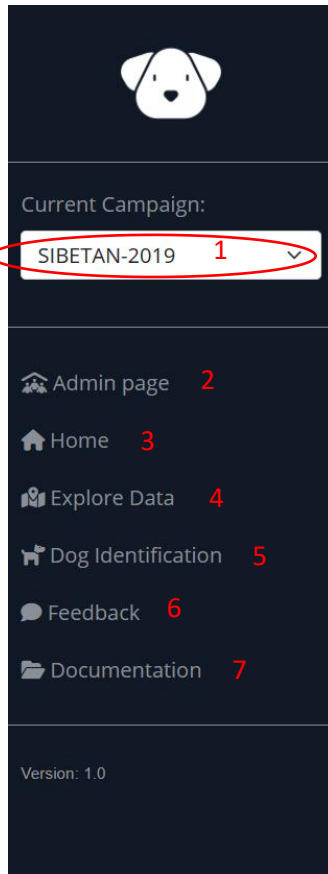 Current Campaign:
SIBETAN-2019 1
Admin page 2
Home 3
Explore Data 4
Dog Identification 5
Feedback 6
Documentation 7
Version: 1.0